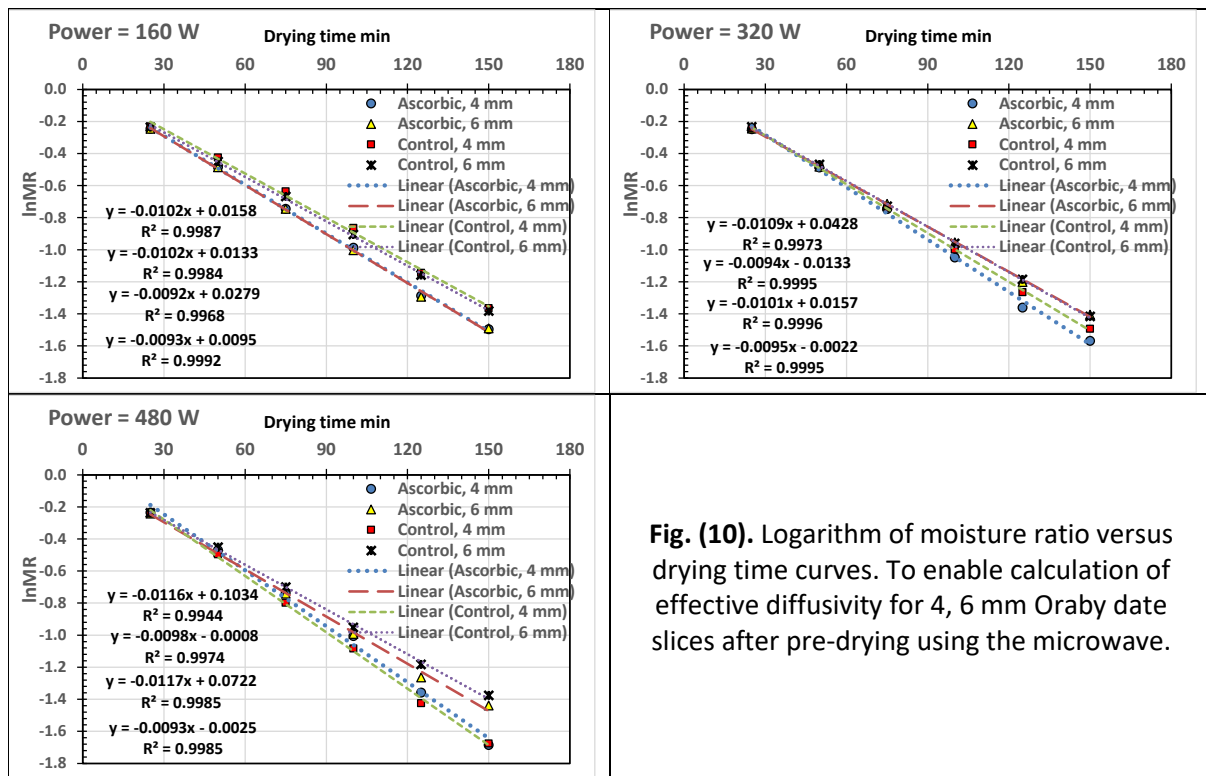 Power = 160 W
Drying time min
0 30 60 90 120 150 180
0.0
-0.2
-0.4
-0.6
-0.8
-1.0
-1.2
-1.4
-1.6
-1.8
lnMR
Ascorbic, 4 mm
Ascorbic, 6 mm
Control, 4 mm
Control, 6 mm
Linear (Ascorbic, 4 mm)
Linear (Ascorbic, 6 mm)
Linear (Control, 4 mm)
Linear (Control, 6 mm)
y = -0.0102x + 0.0158
R² = 0.9987
y = -0.0102x + 0.0133
R² = 0.9984
y = -0.0092x + 0.0279
R² = 0.9968
y = -0.0093x + 0.0095
R² = 0.9992
Power = 320 W
Drying time min
0 30 60 90 120 150 180
0.0
-0.2
-0.4
-0.6
-0.8
-1.0
-1.2
-1.4
-1.6
-1.8
lnMR
Ascorbic, 4 mm
Ascorbic, 6 mm
Control, 4 mm
Control, 6 mm
Linear (Ascorbic, 4 mm)
Linear (Ascorbic, 6 mm)
Linear (Control, 4 mm)
Linear (Control, 6 mm)
y = -0.0109x + 0.0428
R² = 0.9973
y = -0.0094x - 0.0133
R² = 0.9995
y = -0.0101x + 0.0157
R² = 0.9996
y = -0.0095x - 0.0022
R² = 0.9995
Power = 480 W
Drying time min
0 30 60 90 120 150 180
0.0
-0.2
-0.4
-0.6
-0.8
-1.0
-1.2
-1.4
-1.6
-1.8
lnMR
Ascorbic, 4 mm
Ascorbic, 6 mm
Control, 4 mm
Control, 6 mm
Linear (Ascorbic, 4 mm)
Linear (Ascorbic, 6 mm)
Linear (Control, 4 mm)
Linear (Control, 6 mm)
y = -0.0116x + 0.1034
R² = 0.9944
y = -0.0098x - 0.0008
R² = 0.9974
y = -0.0117x + 0.0722
R² = 0.9985
y = -0.0093x - 0.0025
R² = 0.9985
Fig. (10). Logarithm of moisture ratio versus
drying time curves. To enable calculation of
effective diffusivity for 4, 6 mm Oraby date
slices after pre-drying using the microwave.